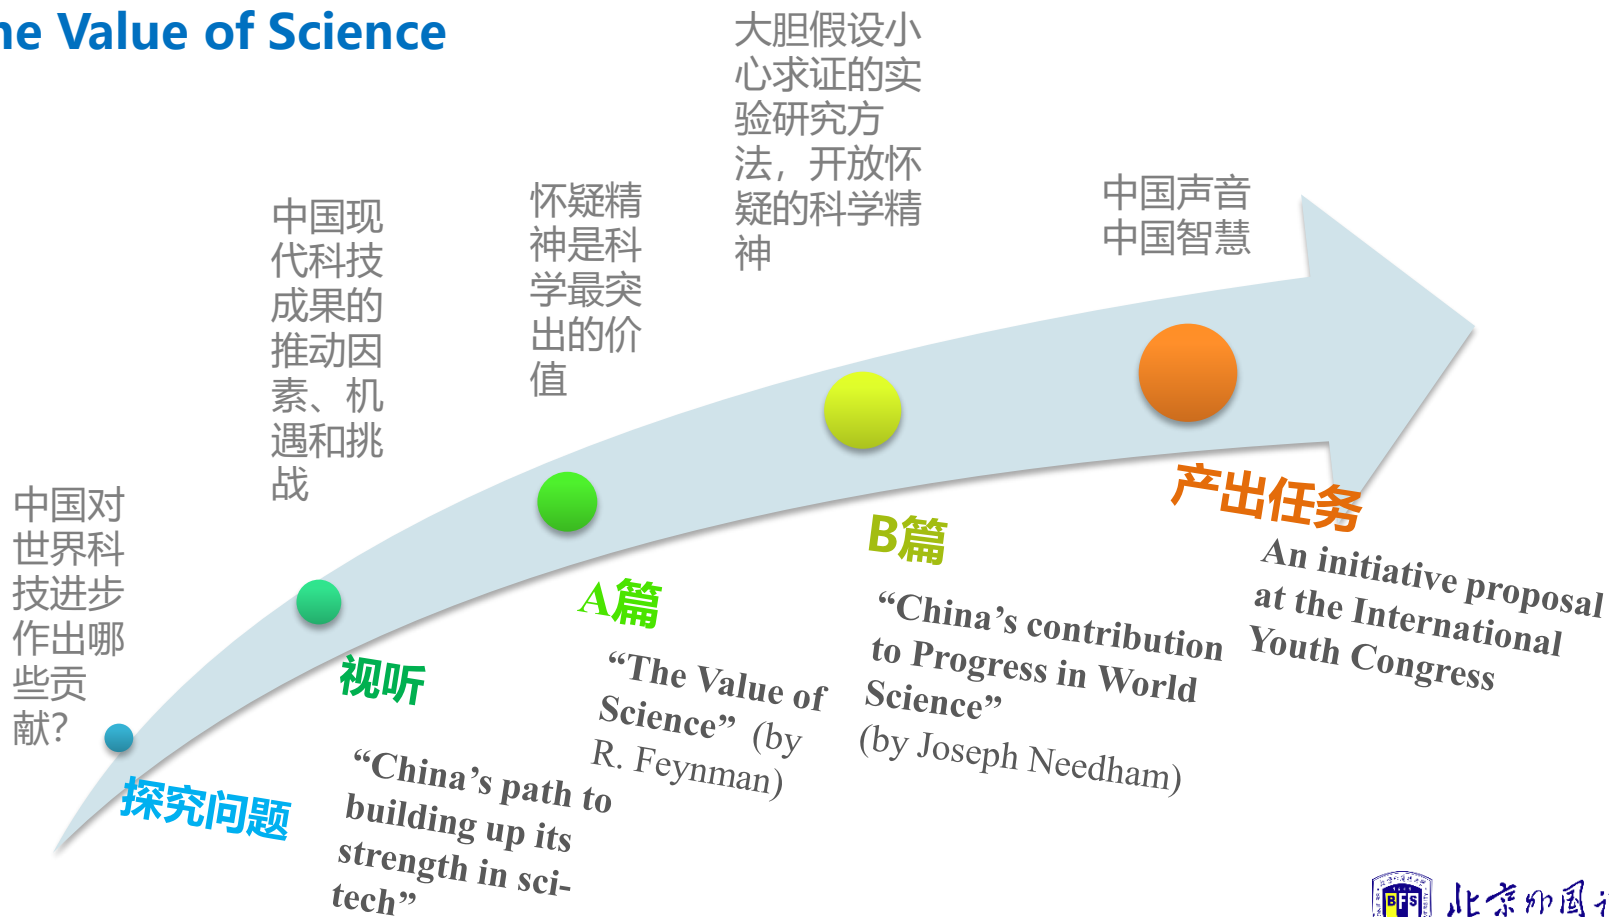 he Value of Science
中国对
世界科
技进步
作出哪
些贡
献?
探究问题
中国现
代科技
成果的
推动因
素、机
遇和挑
战
视听
“China’s path to
building up its
strength in sci-
tech”
怀疑精
神是科
学最突
出的价
值
A篇
“The Value of
Science” (by
R. Feynman)
大胆假设小
心求证的实
验研究方
法，开放怀
疑的科学精
神
B篇
“China’s contribution
to Progress in World
Science”
(by Joseph Needham)
中国声音
中国智慧
产出任务
An initiative proposal
at the International
Youth Congress
BFS
北京外国